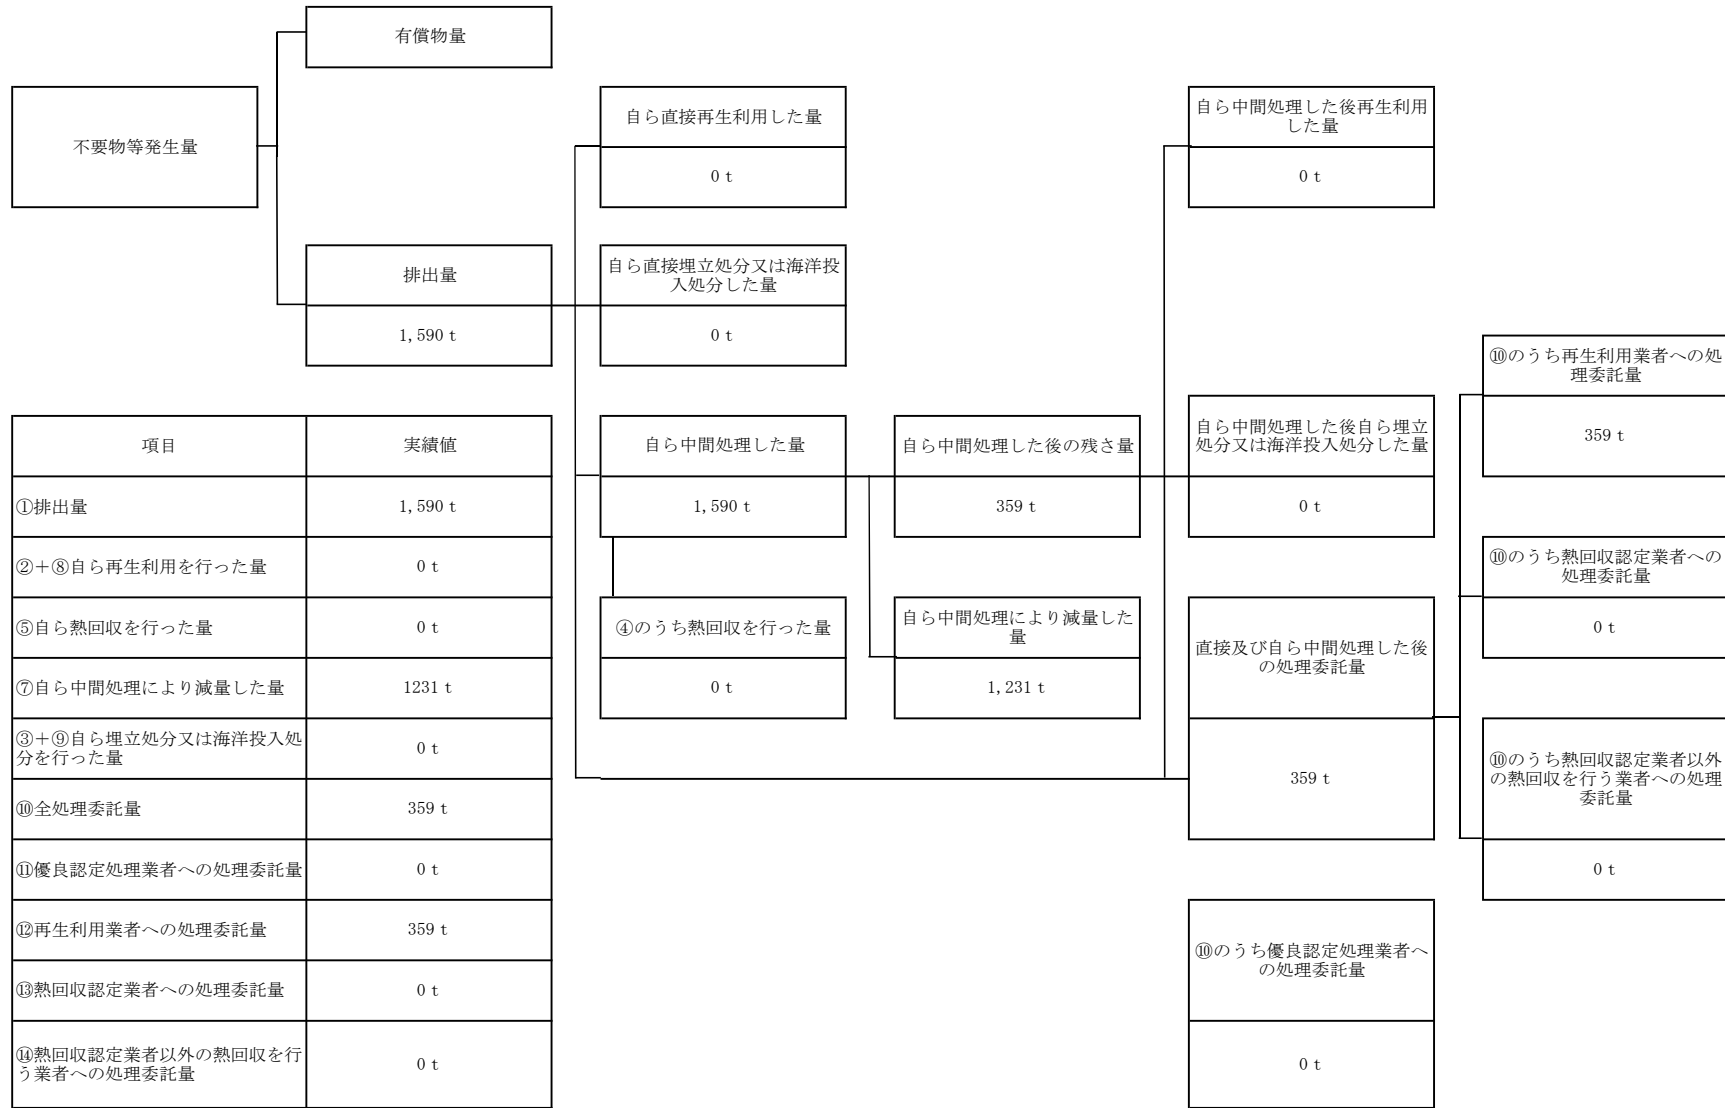 有償物量
不要物等発生量
自ら直接再生利用した量
0 t
自ら中間処理した後再生利用
した量
0 t
排出量
1,590 t
自ら直接埋立処分又は海洋投
入処分した量
0 t
⑩のうち再生利用業者への処
理委託量
359 t
自ら中間処理した量
1,590 t
自ら中間処理した後の残さ量
359 t
自ら中間処理した後自ら埋立
処分又は海洋投入処分した量
0 t
⑩のうち熱回収認定業者への
処理委託量
0 t
④のうち熱回収を行った量
0 t
自ら中間処理により減量した
量
1,231 t
直接及び自ら中間処理した後
の処理委託量
359 t
⑩のうち熱回収認定業者以外
の熱回収を行う業者への処理
委託量
0 t
⑩のうち優良認定処理業者へ
の処理委託量
0 t
項目 実績値
①排出量 1,590 t
②+⑧自ら再生利用を行った量 0 t
⑤自ら熱回収を行った量 0 t
⑦自ら中間処理により減量した量 1231 t
③+⑨自ら埋立処分又は海洋投入処
分を行った量 0 t
⑩全処理委託量 359 t
⑪優良認定処理業者への処理委託量 0 t
⑫再生利用業者への処理委託量 359 t
⑬熱回収認定業者への処理委託量 0 t
⑭熱回収認定業者以外の熱回収を行
う業者への処理委託量 0 t